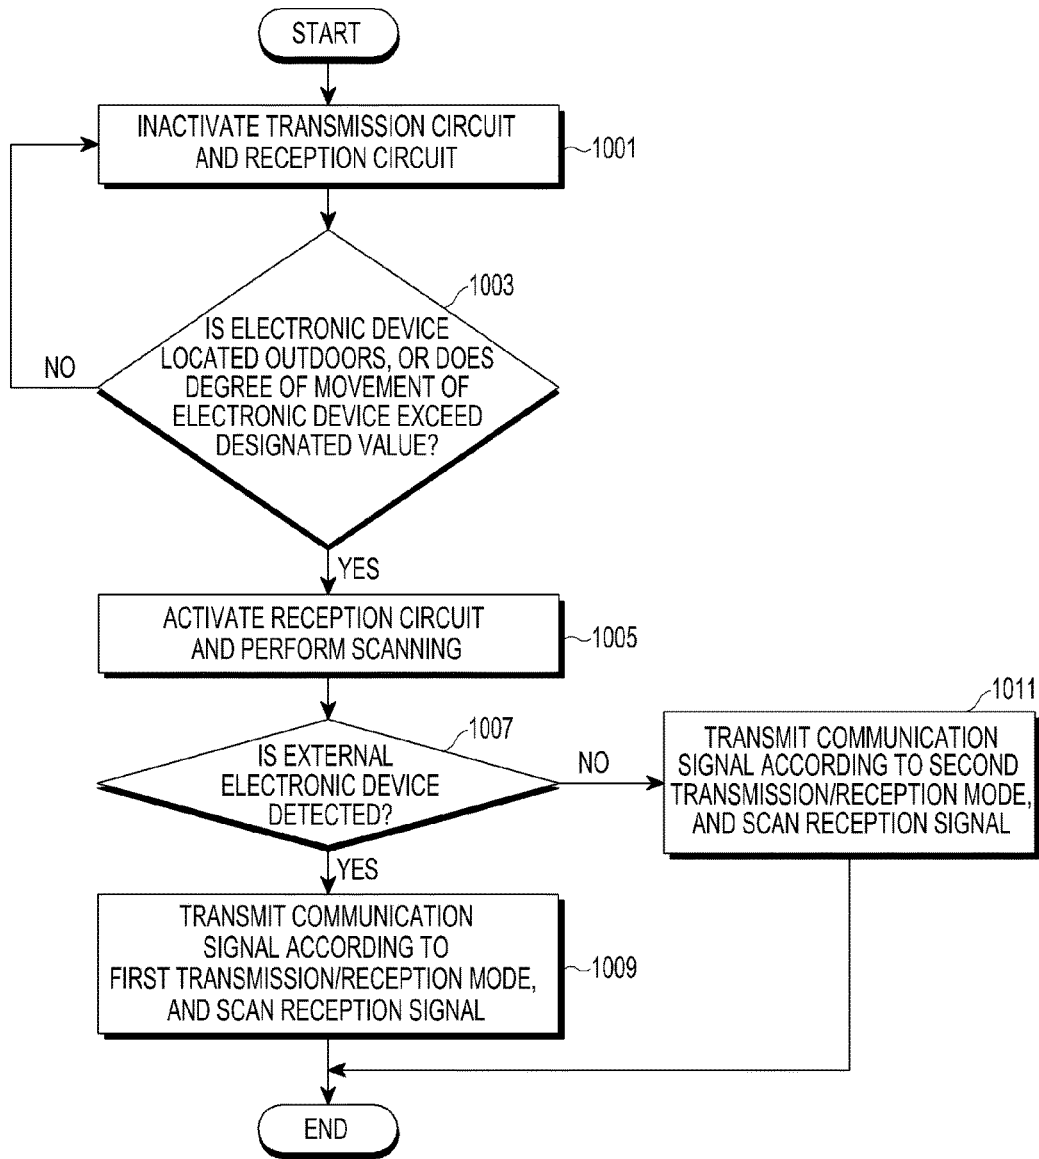 START
INACTIVATE TRANSMISSION CIRCUIT
AND RECEPTION CIRCUIT
1001
1003
IS ELECTRONIC DEVICE
LOCATED OUTDOORS, OR DOES
DEGREE OF MOVEMENT OF
ELECTRONIC DEVICE EXCEED
DESIGNATED VALUE?
NO
YES
ACTIVATE RECEPTION CIRCUIT
AND PERFORM SCANNING
1005
1007
IS EXTERNAL
ELECTRONIC DEVICE
DETECTED?
NO
1011
TRANSMIT COMMUNICATION
SIGNAL ACCORDING TO SECOND
TRANSMISSION/RECEPTION MODE,
AND SCAN RECEPTION SIGNAL
YES
TRANSMIT COMMUNICATION
SIGNAL ACCORDING TO
FIRST TRANSMISSION/RECEPTION MODE,
AND SCAN RECEPTION SIGNAL
1009
END